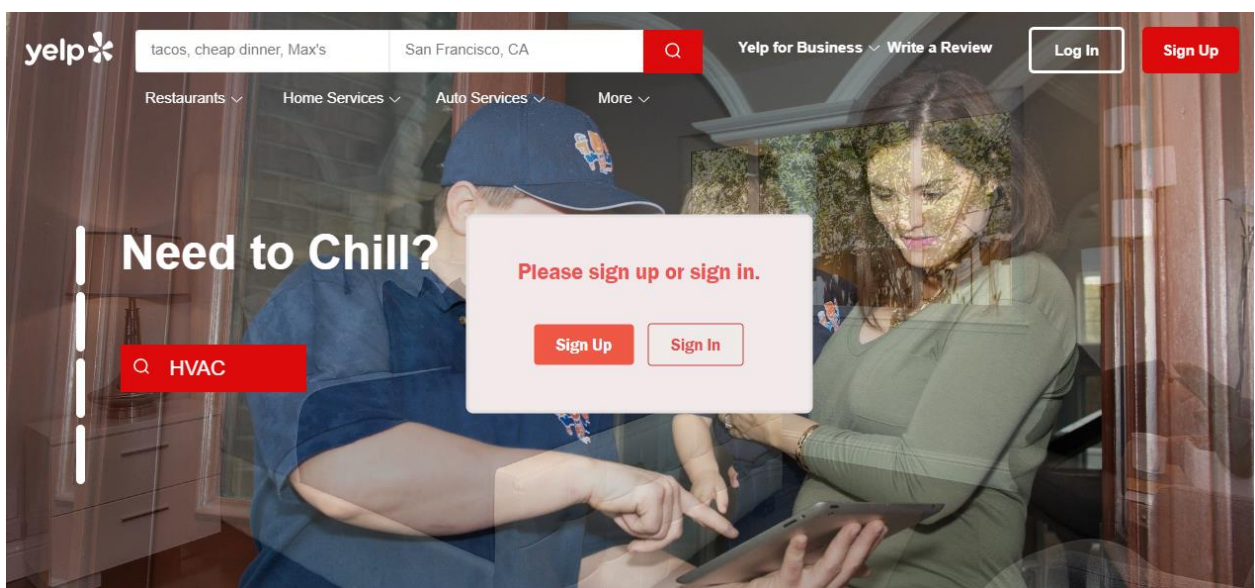 yelp
tacos, cheap dinner, Max's
San Francisco, CA
Yelp for Business
Write a Review
Log In
Sign Up
Restaurants
Home Services
Auto Services
More
Need to Chill?
Please sign up or sign in.
Sign Up
Sign In
HVAC